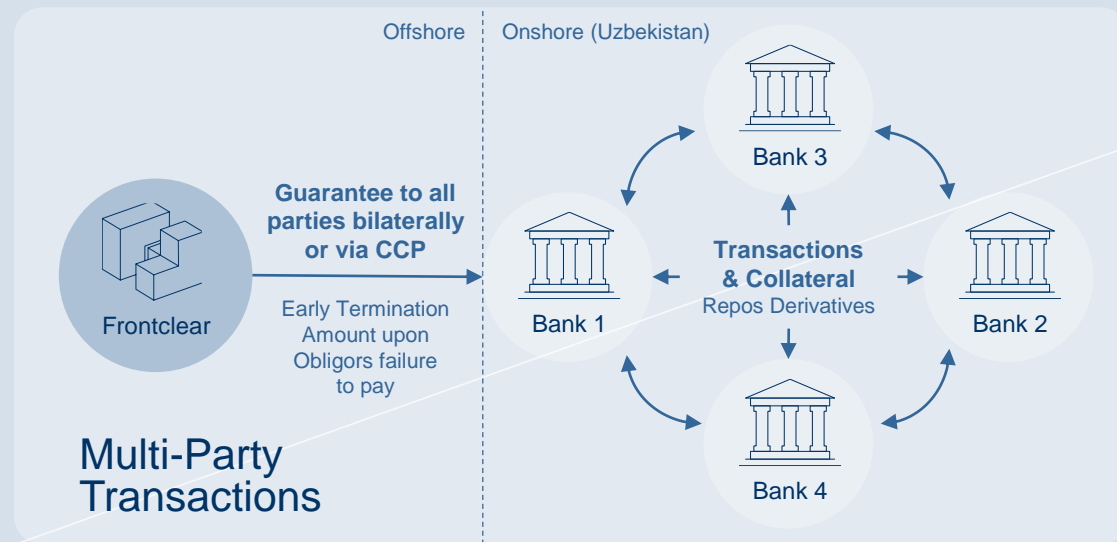 Offshore
Onshore (Uzbekistan)
Bank 3
Guarantee to all
parties bilaterally
or via CCP
Frontclear
Early Termination
Amount upon
Obligors failure
to pay
Bank 1
Transactions
& Collateral
Repos Derivatives
Bank 2
Bank 4
Multi-Party
Transactions